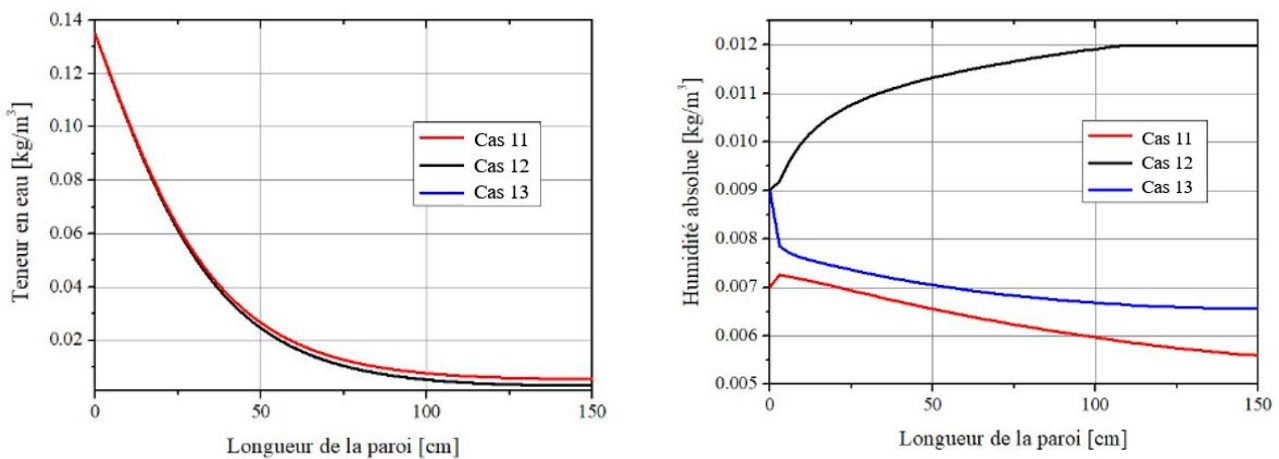 0.14
0.12
0.10
0.08
0.06
0.04
0.02
0
50
100
150
Teneur en eau [kg/m³]
Longueur de la paroi [cm]
Cas 11
Cas 12
Cas 13
0.012
0.011
0.010
0.009
0.008
0.007
0.006
0.005
0
50
100
150
Humidité absolue [kg/m³]
Longueur de la paroi [cm]
Cas 11
Cas 12
Cas 13